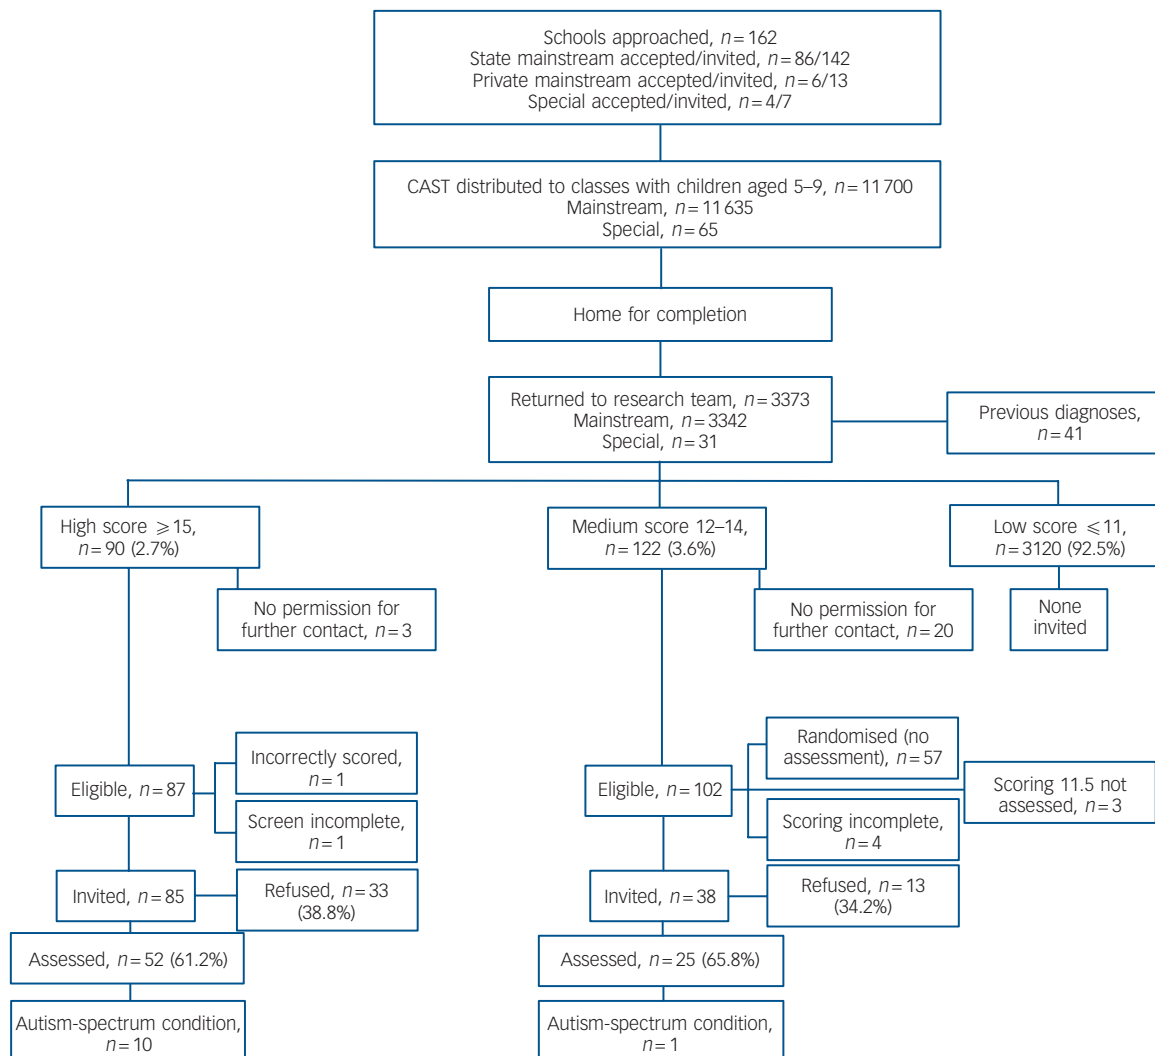 Schools approached, n=162
State mainstream accepted/invited, n=86/142
Private mainstream accepted/invited, n=6/13
Special accepted/invited, n=4/7
CAST distributed to classes with children aged 5–9, n=11 700
Mainstream, n=11 635
Special, n=65
Home for completion
Returned to research team, n=3373
Mainstream, n=3342
Special, n=31
Previous diagnoses,
n=41
High score ⩾15,
n=90 (2.7%)
Medium score 12–14,
n=122 (3.6%)
Low score ⩽11,
n=3120 (92.5%)
No permission for
further contact, n=3
No permission for
further contact, n=20
None
invited
Eligible, n=87
Incorrectly scored,
n=1
Screen incomplete,
n=1
Eligible, n=102
Randomised (no
assessment), n=57
Scoring 11.5 not
assessed, n=3
Scoring incomplete,
n=4
Invited, n=85
Refused, n=33
(38.8%)
Invited, n=38
Refused, n=13
(34.2%)
Assessed, n=52 (61.2%)
Assessed, n=25 (65.8%)
Autism-spectrum condition,
n=10
Autism-spectrum condition,
n=1